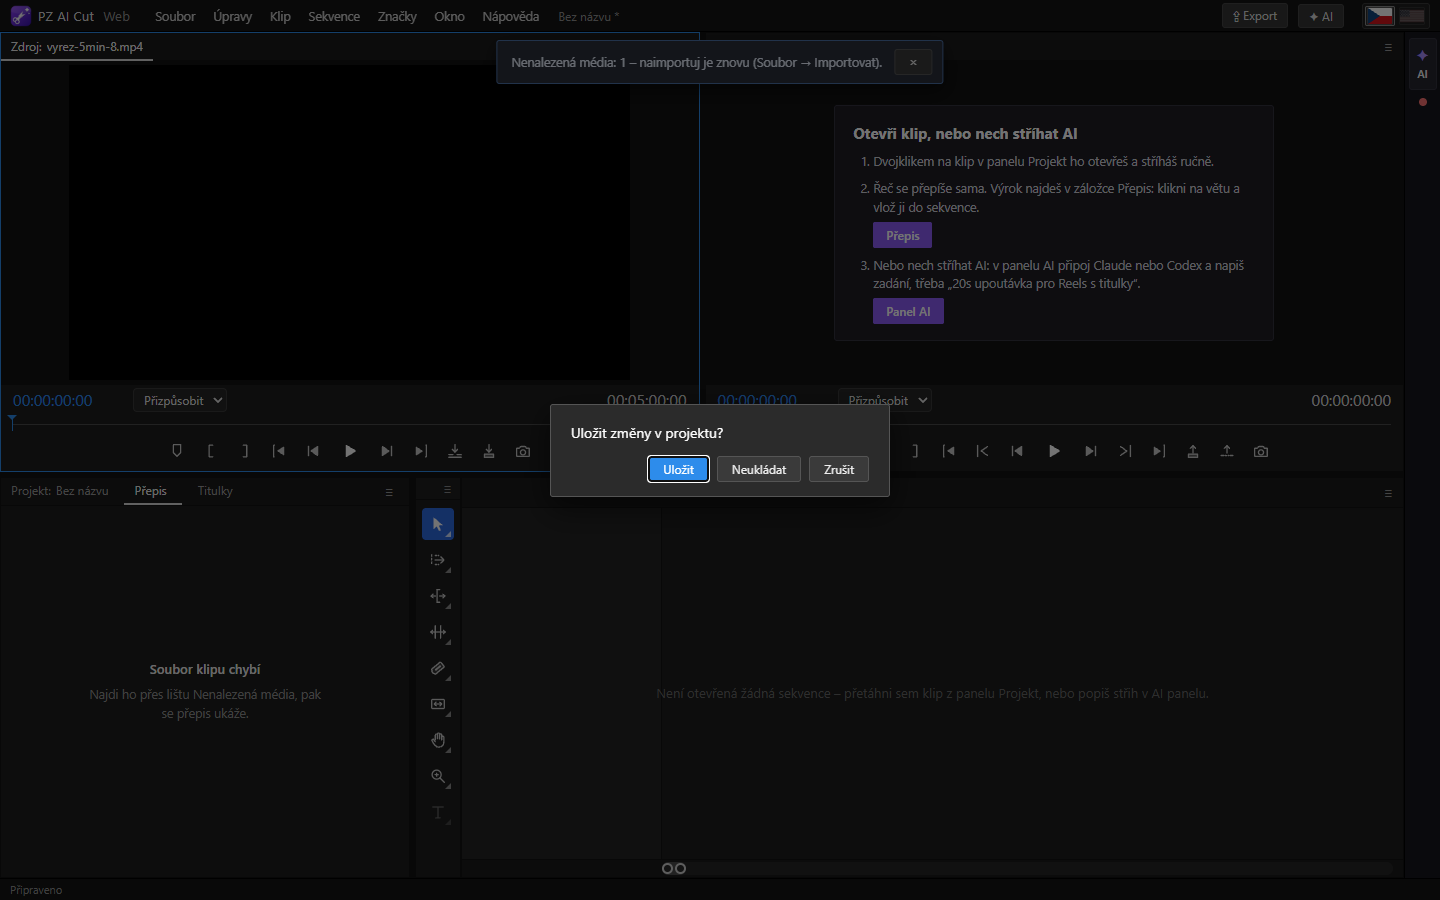 PZ AI Cut Web Soubor Úpravy Klip Sekvence Značky Okno Nápověda Bez názvu * Export AI
Zdroj: vyrez-5min-8.mp4
Nenalezená média: 1 – naimportuj je znovu (Soubor → Importovat). ×
AI
Otevři klip, nebo nech stříhat AI
1. Dvojklikem na klip v panelu Projekt ho otevřeš a stříháš ručně.
2. Řeč se přepíše sama. Výrok najdeš v záložce Přepis: klikni na větu a
vlož ji do sekvence.
Přepis
3. Nebo nech stříhat AI: v panelu AI připoj Claude nebo Codex a napiš
zadání, třeba „20s upoutávka pro Reels s titulky“.
Panel AI
00:00:00:00 Přizpůsobit 00:05:00:00
00:00:00:00 Přizpůsobit 00:00:00:00
Uložit změny v projektu?
Uložit Neukládat Zrušit
Projekt: Bez názvu Přepis Titulky
Soubor klipu chybí
Najdi ho přes lištu Nenalezená média, pak
se přepis ukáže.
Není otevřená žádná sekvence – přetáhni sem klip z panelu Projekt, nebo popiš střih v AI panelu.
Připraveno